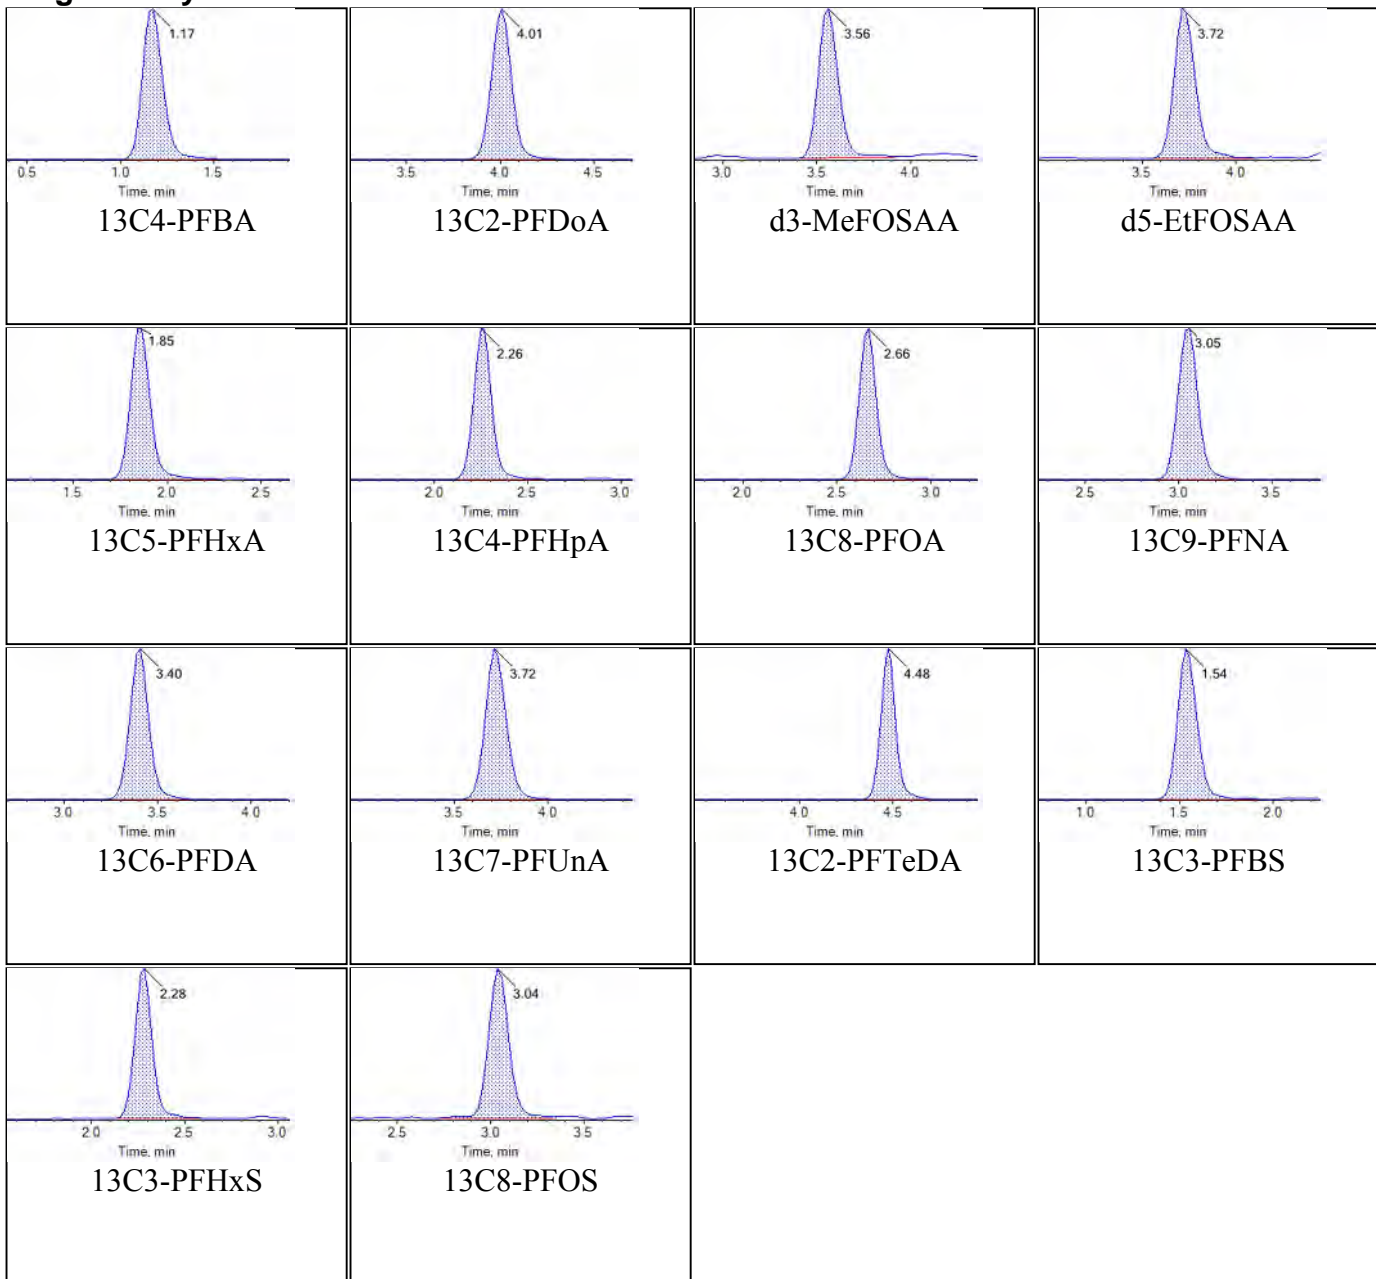 1.17 4.01 3.56 3.72
0.5 1.0 1.5 3.5 4.0 4.5 3.0 3.5 4.0 3.5 4.0
Time, min Time, min Time, min Time, min
13C4-PFBA 13C2-PFDoA d3-MeFOSAA d5-EtFOSAA
1.85 2.26 2.66 3.05
1.5 2.0 2.5 2.0 2.5 3.0 2.0 2.5 3.0 2.5 3.0 3.5
Time, min Time, min Time, min Time, min
13C5-PFHxA 13C4-PFHpA 13C8-PFOA 13C9-PFNA
3.40 3.72 4.48 1.54
3.0 3.5 4.0 3.5 4.0 4.0 4.5 1.0 1.5 2.0
Time, min Time, min Time, min Time, min
13C6-PFDA 13C7-PFUnA 13C2-PFTeDA 13C3-PFBS
2.28 3.04
2.0 2.5 3.0 2.5 3.0 3.5
Time, min Time, min
13C3-PFHxS 13C8-PFOS